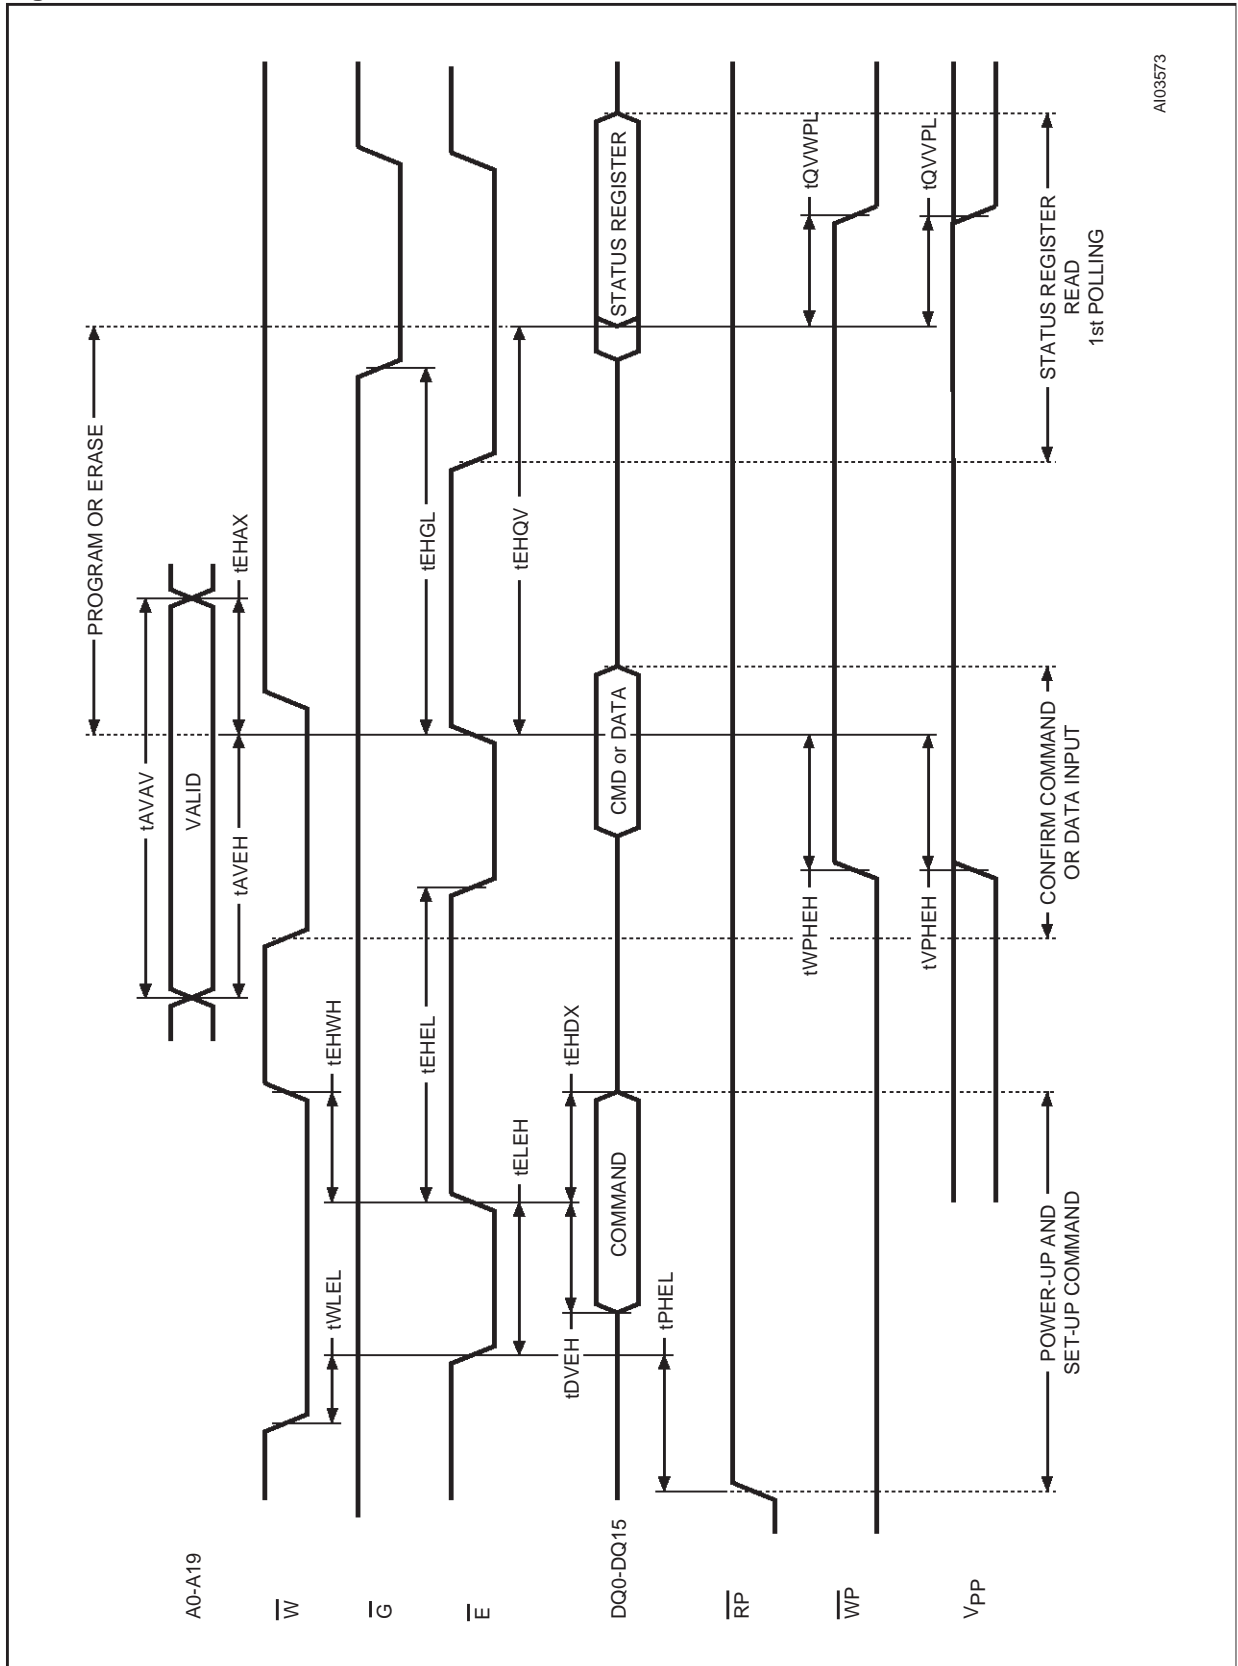 PROGRAM OR ERASE
tAVAV
A0-A19
VALID
tAVEH
tEHAX
W
tWLEL
tEHWH
G
tEHEL
tEHGL
E
tELEH
tEHQV
tDVEH
tEHDX
DQ0-DQ15
COMMAND
CMD or DATA
STATUS REGISTER
tPHEL
RP
tWPHEH
tQVWPL
WP
tVPHEH
tQVVPL
VPP
POWER-UP AND
SET-UP COMMAND
CONFIRM COMMAND
OR DATA INPUT
STATUS REGISTER
READ
1st POLLING
AI03573